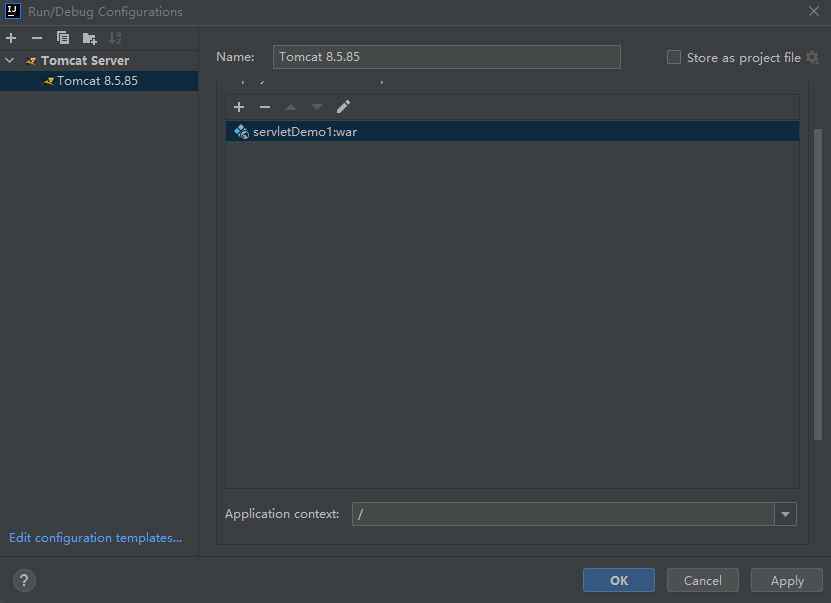 Run/Debug Configurations
Tomcat Server
Tomcat 8.5.85
Edit configuration templates...
Name:
Tomcat 8.5.85
Store as project file
servletDemo1:war
Application context:
/
?
OK
Cancel
Apply